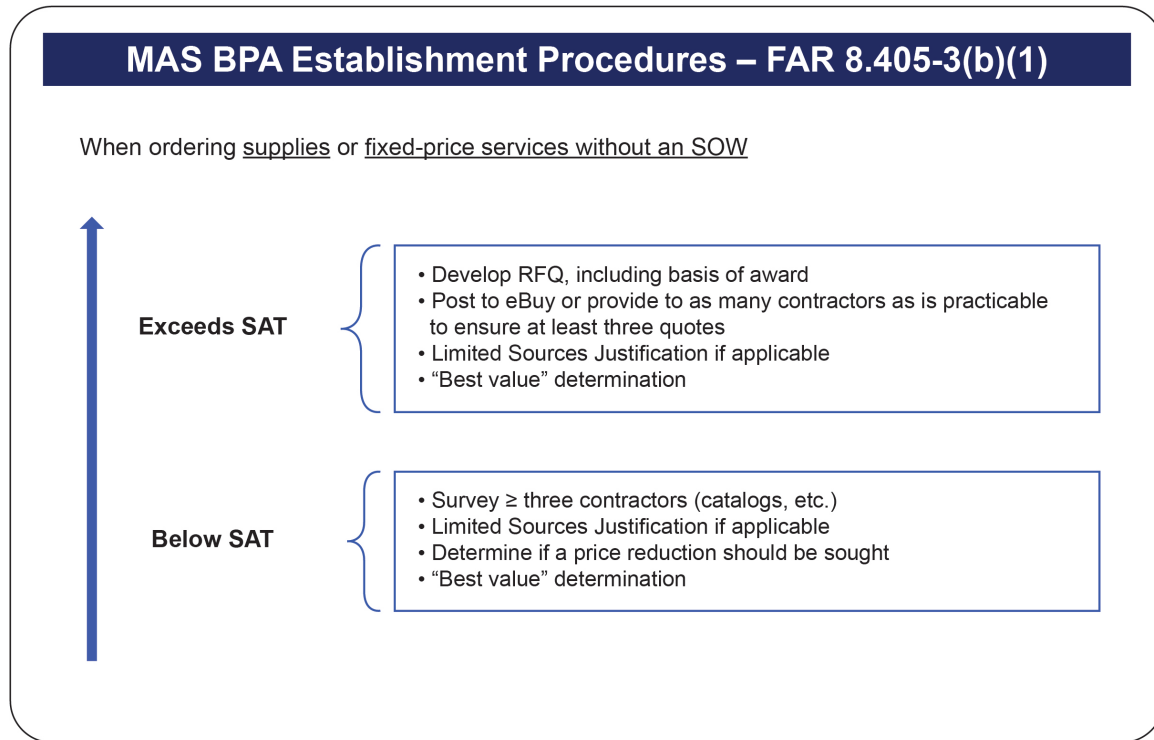 MAS BPA Establishment Procedures – FAR 8.405-3(b)(1)
When ordering supplies or fixed-price services without an SOW
Exceeds SAT
• Develop RFQ, including basis of award
• Post to eBuy or provide to as many contractors as is practicable
to ensure at least three quotes
• Limited Sources Justification if applicable
• “Best value” determination
Below SAT
• Survey ≥ three contractors (catalogs, etc.)
• Limited Sources Justification if applicable
• Determine if a price reduction should be sought
• “Best value” determination